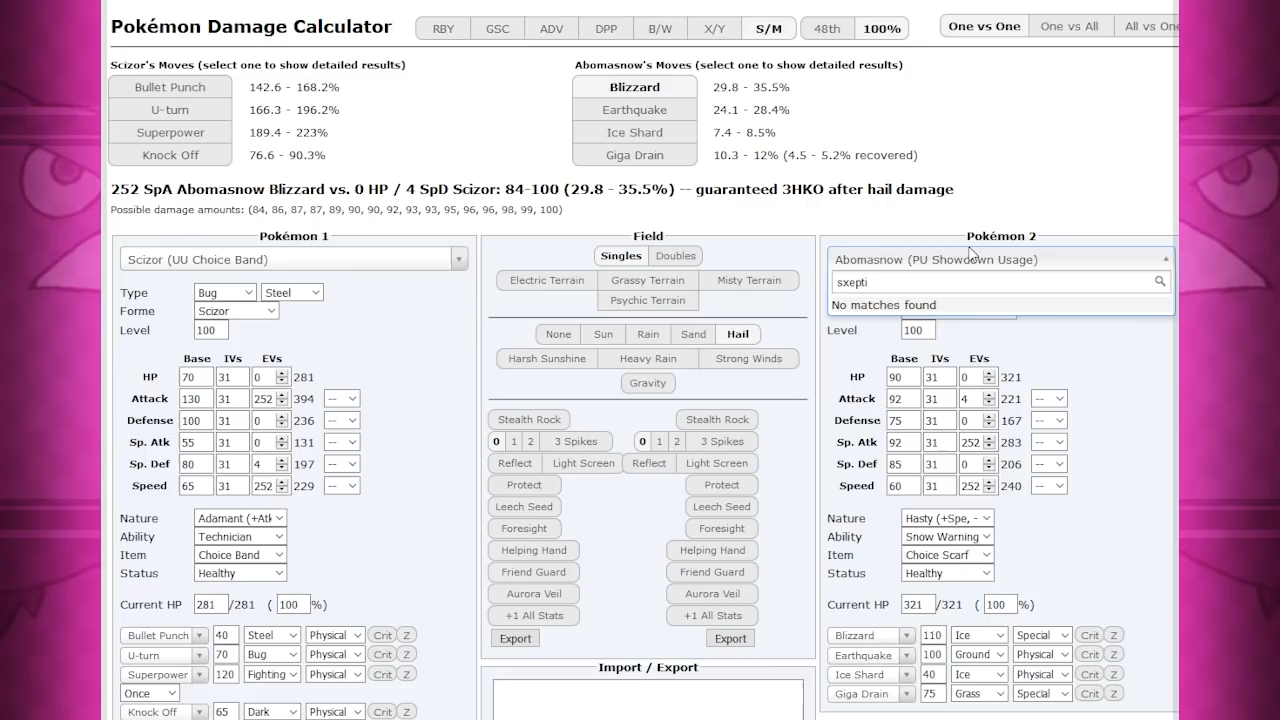 Pokémon Damage Calculator RBY GSC ADV DPP B/W X/Y S/M 48th 100% One vs One One vs All All vs One
Scizor's Moves (select one to show detailed results) Abomasnow's Moves (select one to show detailed results)
Bullet Punch 142.6 - 168.2% Blizzard 29.8 - 35.5%
U-turn 166.3 - 196.2% Earthquake 24.1 - 28.4%
Superpower 189.4 - 223% Ice Shard 7.4 - 8.5%
Knock Off 76.6 - 90.3% Giga Drain 10.3 - 12% (4.5 - 5.2% recovered)
252 SpA Abomasnow Blizzard vs. 0 HP / 4 SpD Scizor: 84-100 (29.8 - 35.5%) -- guaranteed 3HKO after hail damage
Possible damage amounts: (84, 86, 87, 87, 89, 90, 90, 92, 93, 93, 95, 96, 96, 98, 99, 100)
Pokémon 1
Scizor (UU Choice Band)
Type Bug Steel
Forme Scizor
Level 100
Base IVs EVs
HP 70 31 0 281
Attack 130 31 252 394 --
Defense 100 31 0 236 --
Sp. Atk 55 31 0 131 --
Sp. Def 80 31 4 197 --
Speed 65 31 252 229 --
Nature Adamant (+Atk
Ability Technician
Item Choice Band
Status Healthy
Current HP 281 /281 ( 100 %)
Bullet Punch 40 Steel Physical Crit Z
U-turn 70 Bug Physical Crit Z
Superpower 120 Fighting Physical Crit Z
Once
Knock Off 65 Dark Physical Crit Z
Field
Singles Doubles
Electric Terrain Grassy Terrain Misty Terrain
Psychic Terrain
None Sun Rain Sand Hail
Harsh Sunshine Heavy Rain Strong Winds
Gravity
Stealth Rock Stealth Rock
0 1 2 3 Spikes 0 1 2 3 Spikes
Reflect Light Screen Reflect Light Screen
Protect Protect
Leech Seed Leech Seed
Foresight Foresight
Helping Hand Helping Hand
Friend Guard Friend Guard
Aurora Veil Aurora Veil
+1 All Stats +1 All Stats
Export Export
Import / Export
Pokémon 2
Abomasnow (PU Showdown Usage)
sxepti
No matches found
Level 100
Base IVs EVs
HP 90 31 0 321
Attack 92 31 4 221 --
Defense 75 31 0 167 --
Sp. Atk 92 31 252 283 --
Sp. Def 85 31 0 206 --
Speed 60 31 252 240 --
Nature Hasty (+Spe, -
Ability Snow Warning
Item Choice Scarf
Status Healthy
Current HP 321 /321 ( 100 %)
Blizzard 110 Ice Special Crit Z
Earthquake 100 Ground Physical Crit Z
Ice Shard 40 Ice Physical Crit Z
Giga Drain 75 Grass Special Crit Z